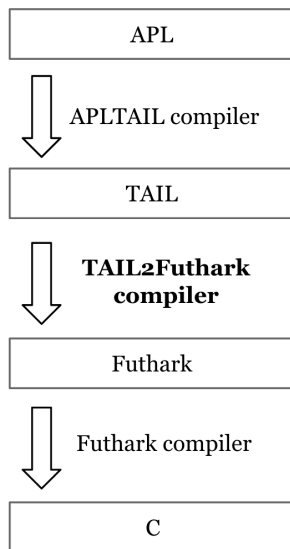 APL
APLTAIL compiler
TAIL
TAIL2Futhark
compiler
Futhark
Futhark compiler
C